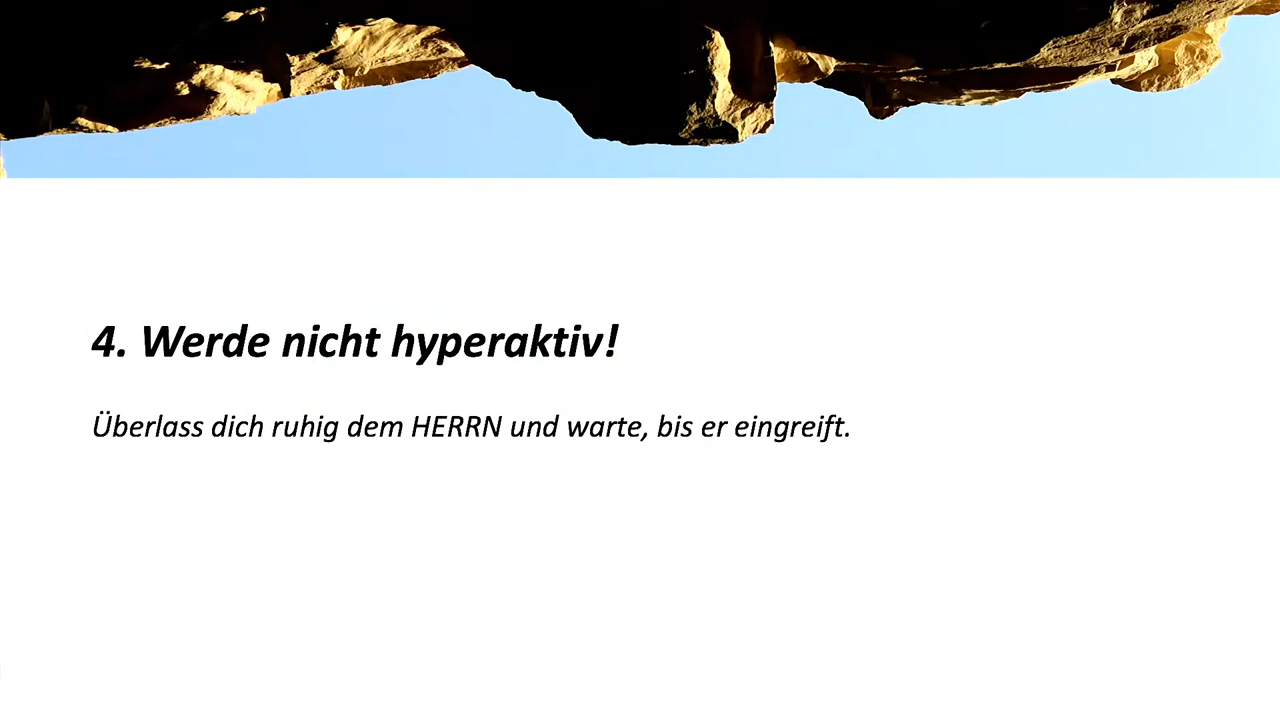 4. Werde nicht hyperaktiv!
Überlass dich ruhig dem HERRN und warte, bis er eingreift.